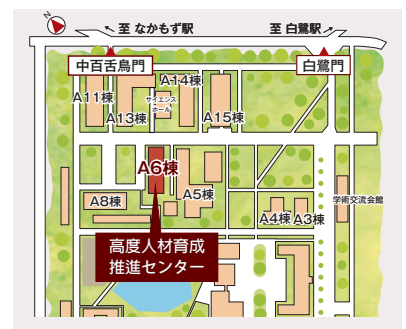 至 なかもず駅
至 白鷺駅
中百舌鳥門
白鷺門
A14棟
A11棟
サイエンス
ホール
A13棟
A15棟
A6棟
A5棟
A8棟
学術交流会館
A4棟
A3棟
高度人材育成
推進センター